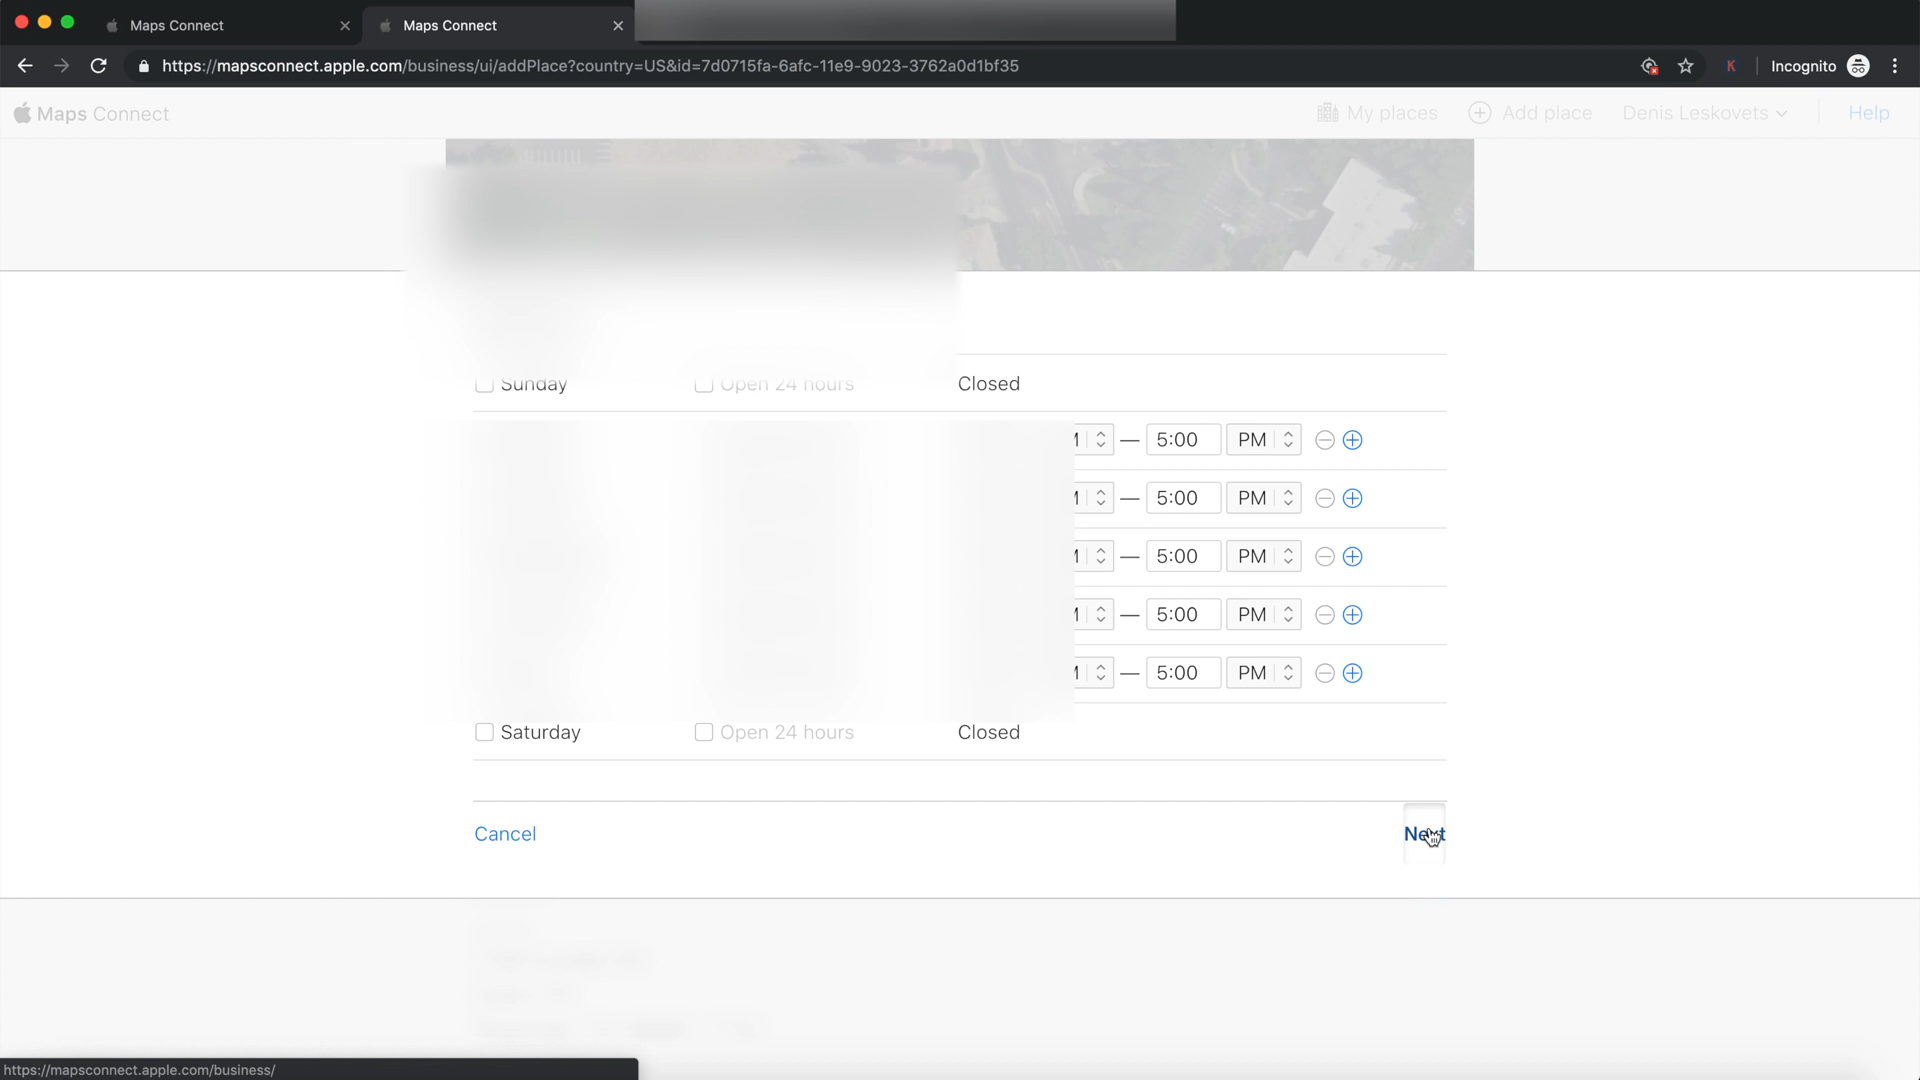 Maps Connect
Maps Connect
https://mapsconnect.apple.com/business/ui/addPlace?country=US&id=7d0715fa-6afc-11e9-9023-3762a0d1bf35
K
Incognito
Maps Connect
My places
Add place
Denis Leskovets
Help
Sunday Open 24 hours Closed
— 5:00 PM
— 5:00 PM
— 5:00 PM
— 5:00 PM
— 5:00 PM
Saturday Open 24 hours Closed
Cancel
Next
https://mapsconnect.apple.com/business/